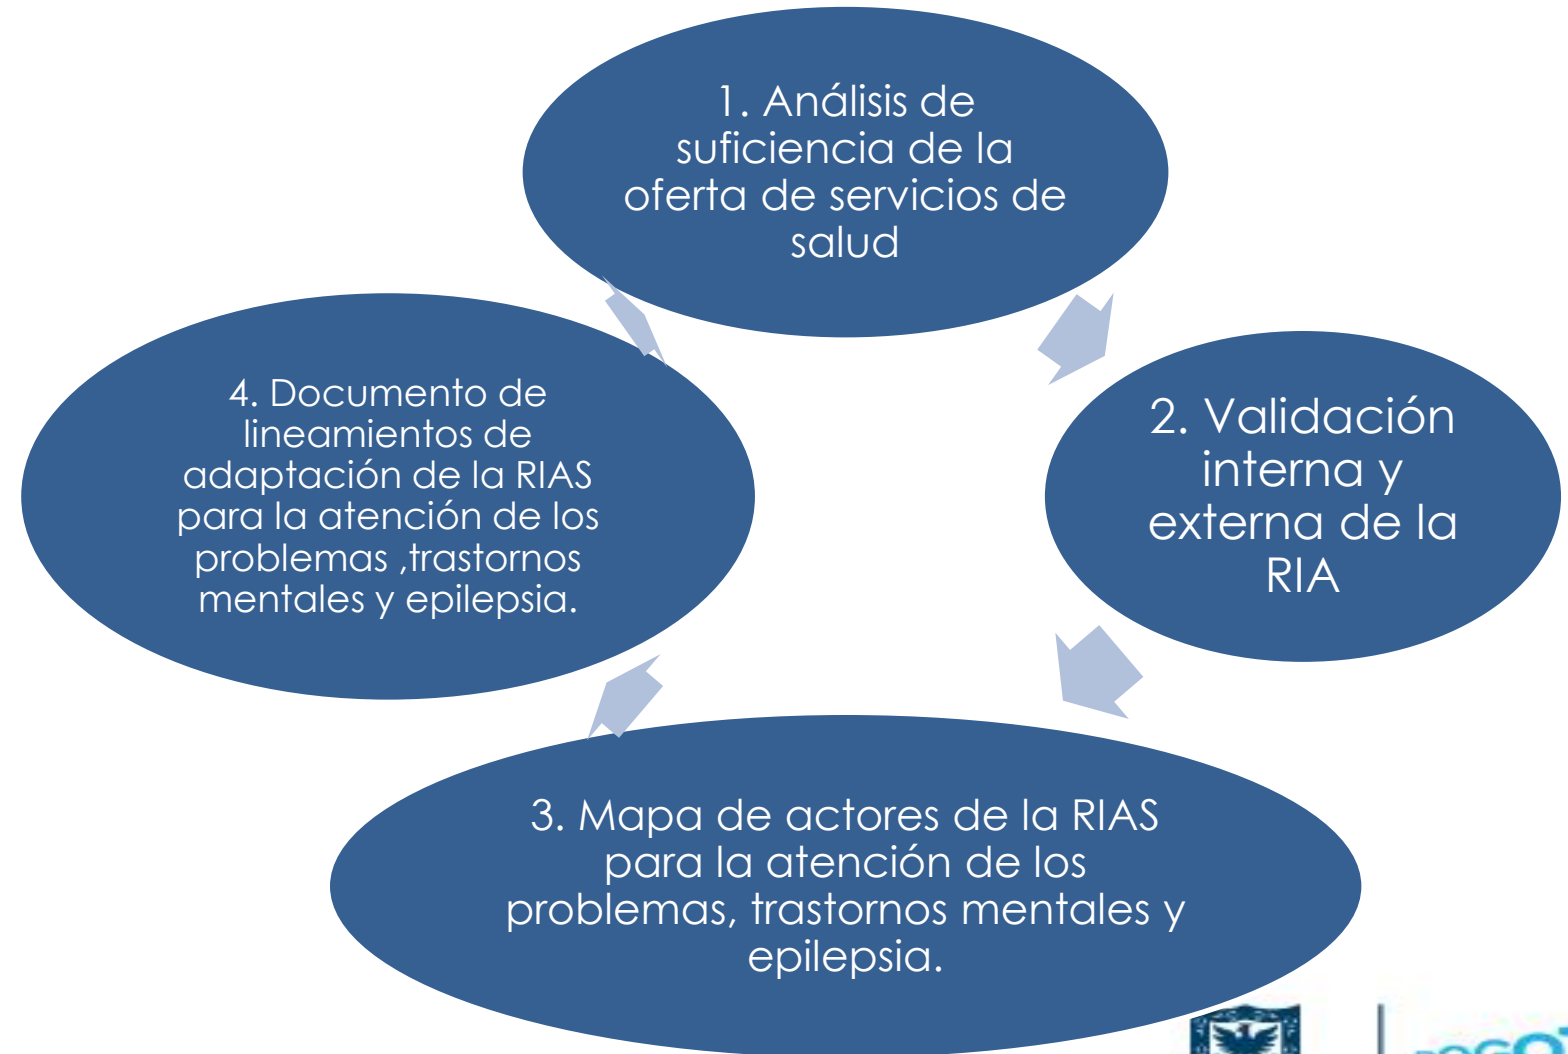 1. Análisis de
suficiencia de la
oferta de servicios de
salud
2. Validación
interna y
externa de la
RIA
3. Mapa de actores de la RIAS
para la atención de los
problemas, trastornos mentales y
epilepsia.
4. Documento de
lineamientos de
adaptación de la RIAS
para la atención de los
problemas ,trastornos
mentales y epilepsia.